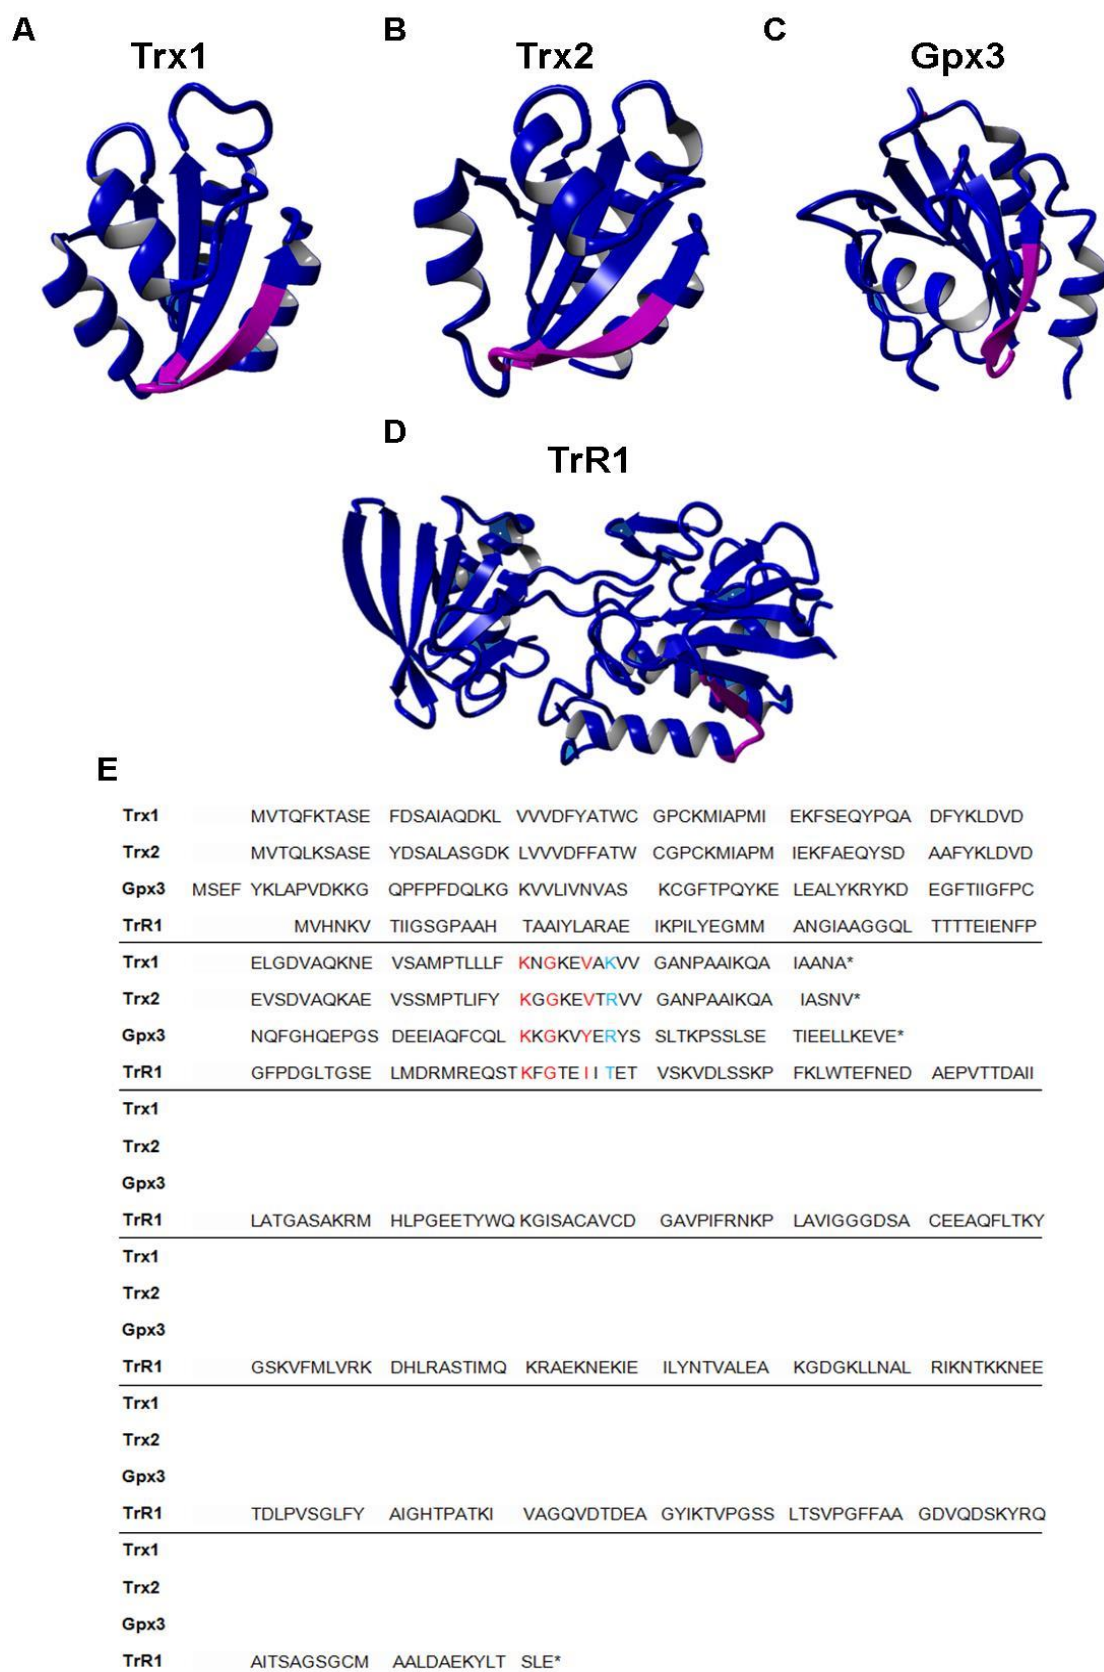 A
B
C
Trx1
Trx2
Gpx3
D
TrR1
E
Trx1 MVTQFKTASE FDSAIAQDKL VVVDFYATWC GPCKMIAPMI EKFSEQYPQA DFYKLDVD
Trx2 MVTQLKSASE YDSALASGDK LVVVDFFATW CGPCKMIAPM IEKFAEQYSD AAFYKLDVD
Gpx3 MSEF YKLAPVDKKG QPFPFDQLKG KVVLIVNVAS KCGFTPQYKE LEALYKRYKD EGFTIIGFPC
TrR1 MVHNKV TIIGSGPAAH TAAIYLARAE IKPILYEGMM ANGIAAGGQL TTTTEIENFP
Trx1 ELGDVAQKNE VSAMPTLLLF KNGKEVAKVV GANPAAIKQA IAANA*
Trx2 EVSDVAQKAE VSSMPTLIFY KGGKEVTRVV GANPAAIKQA IASNV*
Gpx3 NQFGHQEPGS DEEIAQFCQL KKGKVYERYS SLTKPSSLSE TIEELLKEVE*
TrR1 GFPDGLTGSE LMDRMREQST KFGTEI I TET VSKVDLSSKP FKLWTEFNED AEPVTTDAII
Trx1
Trx2
Gpx3
TrR1 LATGASAKRM HLPGEETYWQ KGISACAVCD GAVPIFRNKP LAVIGGGDSA CEEAQFLTKY
Trx1
Trx2
Gpx3
TrR1 GSKVFMLVRK DHLRASTIMQ KRAEKNEKIE ILYNTVALEA KGDGKLLNAL RIKNTKKNEE
Trx1
Trx2
Gpx3
TrR1 TDLPVSGLFY AIGHTPATKI VAGQVDTDEA GYIKTVPGSS LTSVPGFFAA GDVQDSKYRQ
Trx1
Trx2
Gpx3
TrR1 AITSAGSGCM AALDAEKYLT SLE*